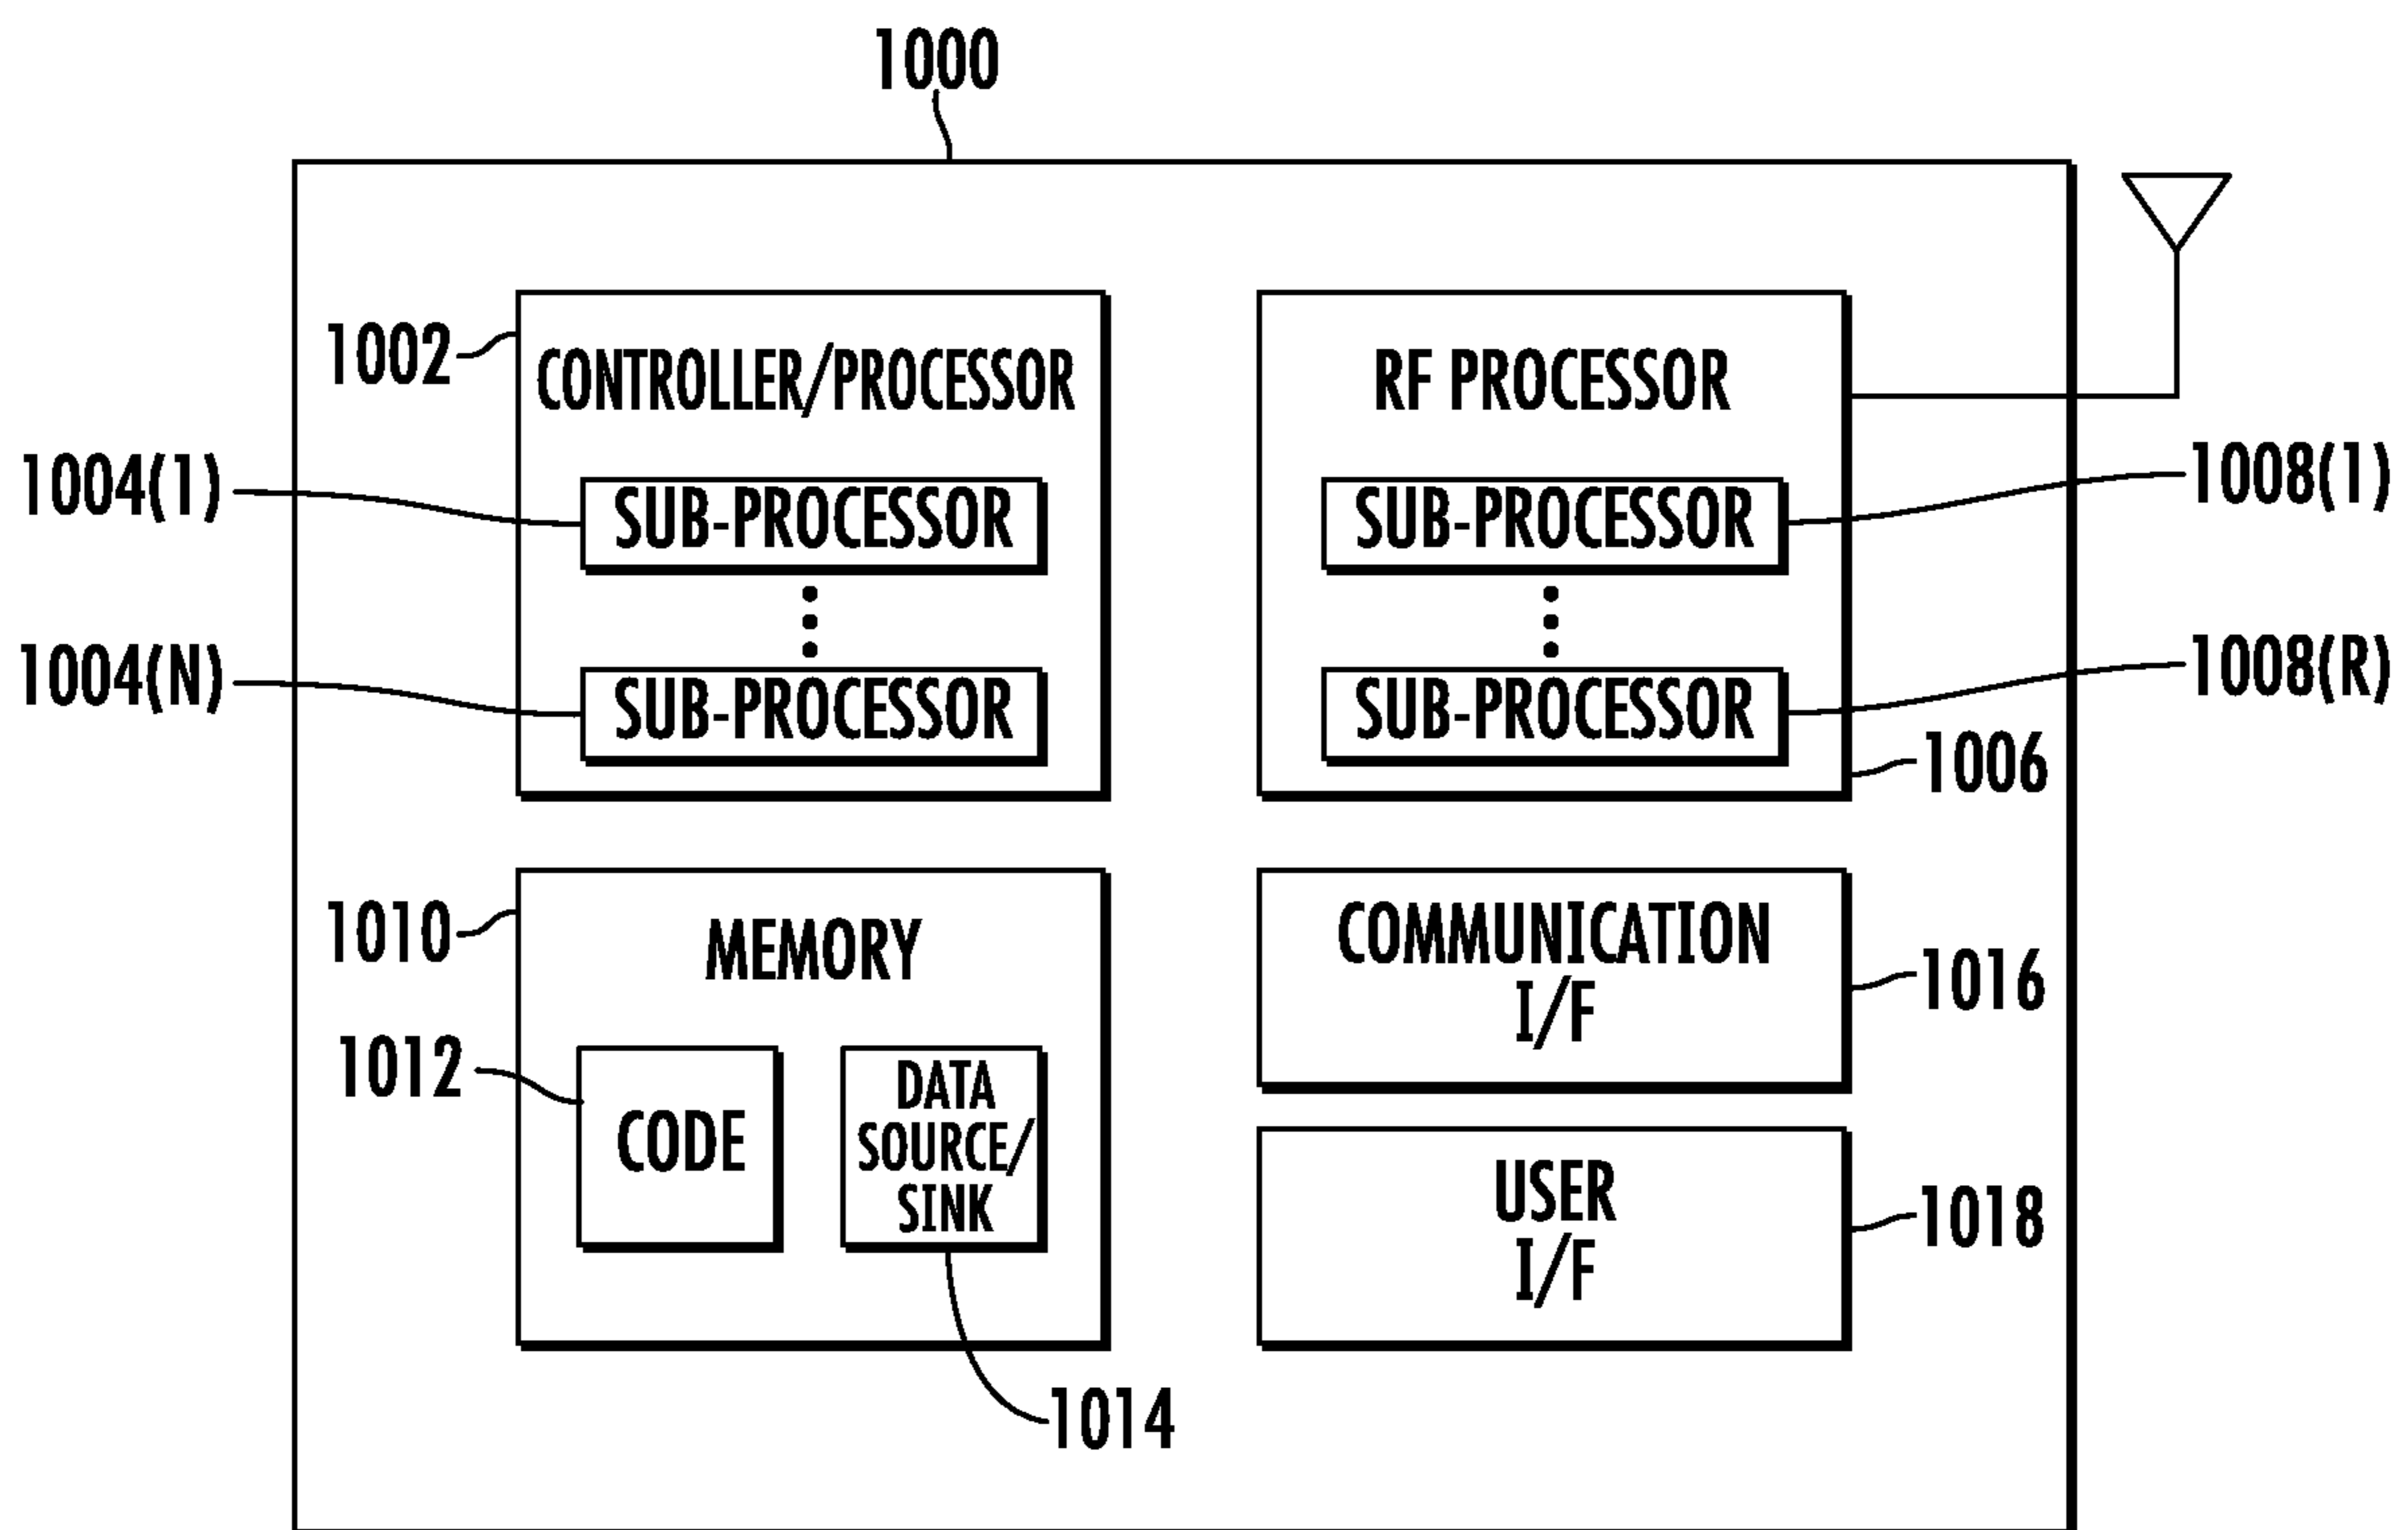 1000
1002
CONTROLLER/PROCESSOR
RF PROCESSOR
1004(1)
SUB-PROCESSOR
SUB-PROCESSOR
1008(1)
1004(N)
SUB-PROCESSOR
SUB-PROCESSOR
1008(R)
1006
1010
MEMORY
COMMUNICATION
I/F
1016
1012
CODE
DATA
SOURCE/
SINK
USER
I/F
1018
1014